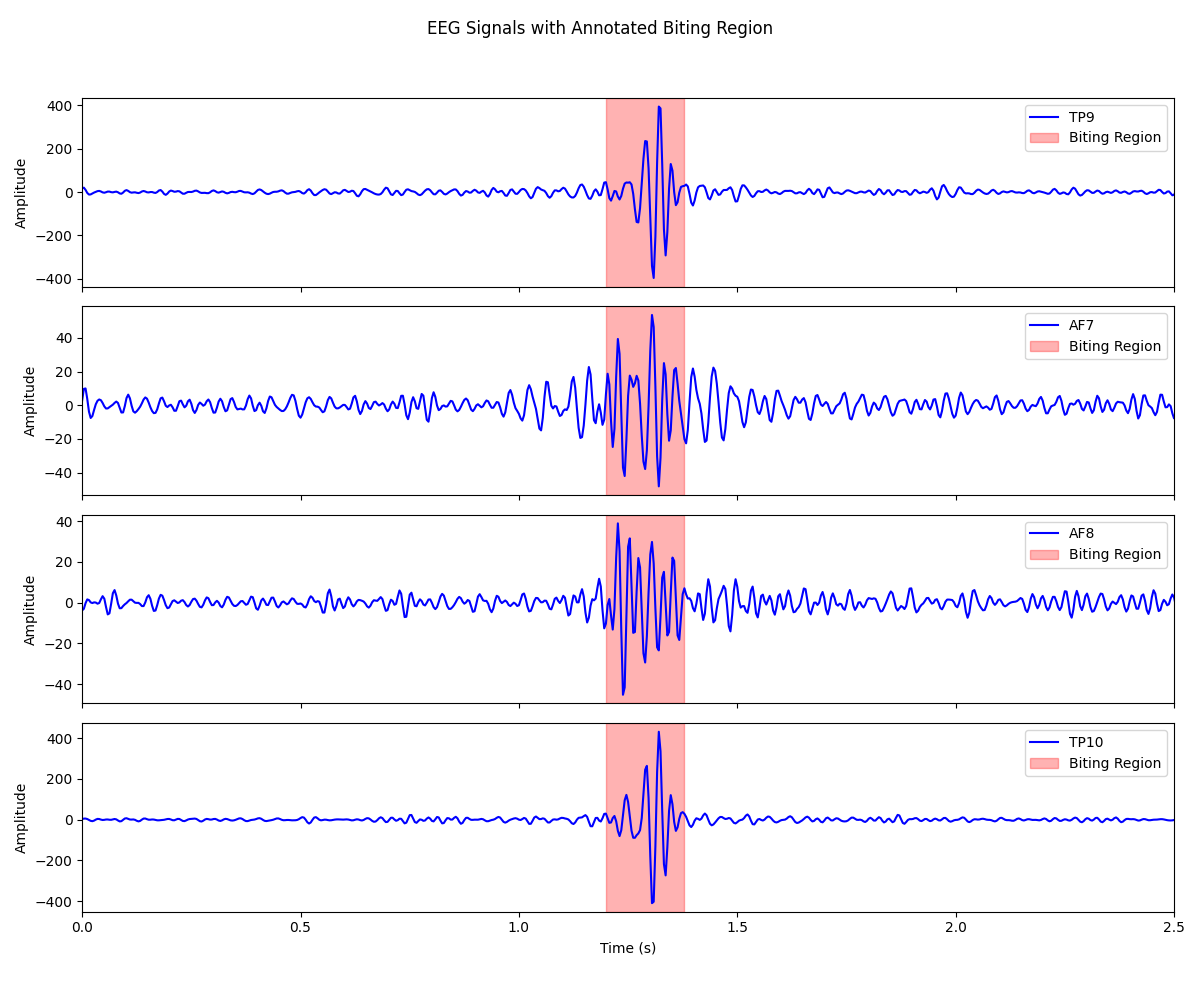 EEG Signals with Annotated Biting Region
400
200
0
−200
−400
Amplitude
TP9
Biting Region
40
20
0
−20
−40
Amplitude
AF7
Biting Region
40
20
0
−20
−40
Amplitude
AF8
Biting Region
400
200
0
−200
−400
Amplitude
TP10
Biting Region
0.0 0.5 1.0 1.5 2.0 2.5
Time (s)